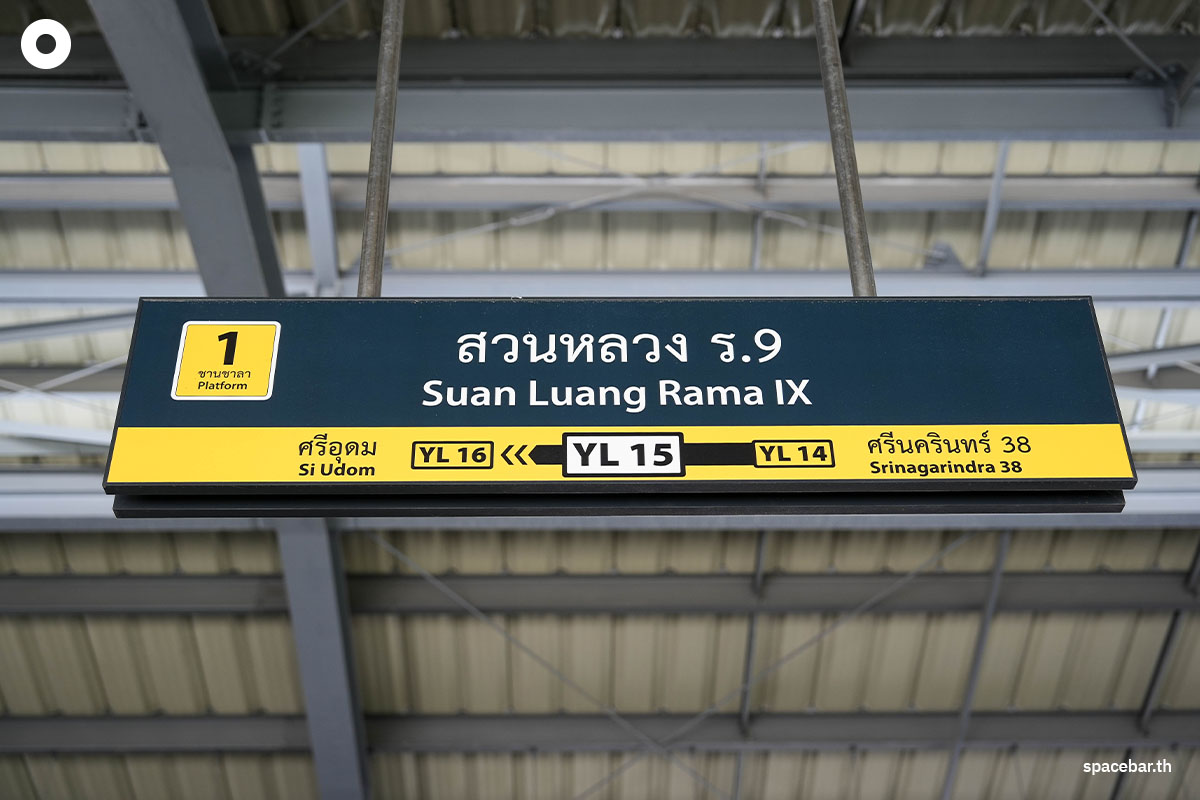 1
ชานชาลา
Platform
สวนหลวง ร.9
Suan Luang Rama IX
ศรีอุดม
Si Udom
YL 16
YL 15
YL 14
ศรีนครินทร์ 38
Srinagarindra 38
spacebar.th